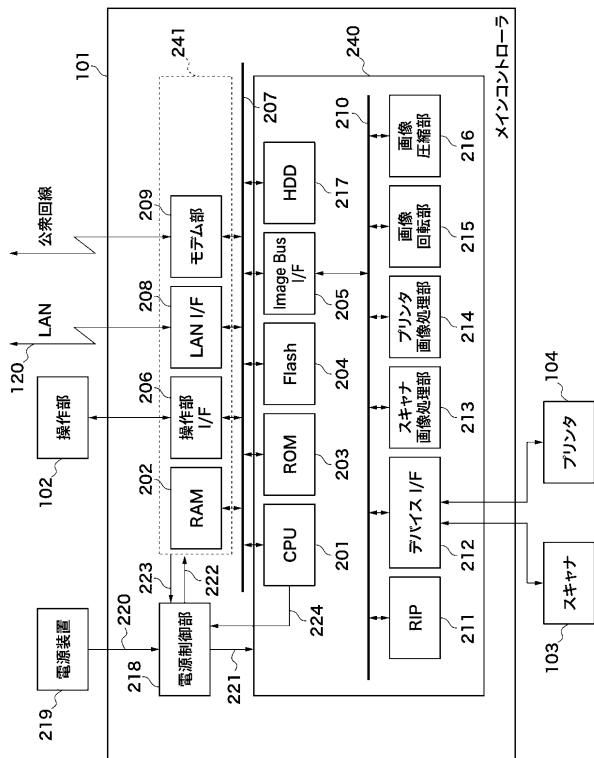 公衆回線
LAN
120
操作部
102
電源装置
219
220
101
241
モデム部
209
LAN I/F
208
操作部
I/F
206
RAM
202
223
222
電源制御部
218
221
224
207
240
HDD
217
Image Bus
I/F
205
Flash
204
ROM
203
CPU
201
210
画像
圧縮部
216
画像
回転部
215
プリンタ
画像処理部
214
スキャナ
画像処理部
213
デバイス I/F
212
RIP
211
メインコントローラ
プリンタ
104
スキャナ
103